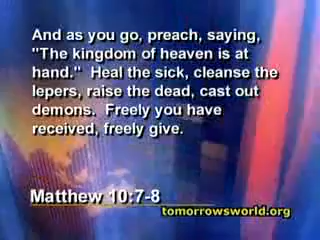 And as you go, preach, saying,
"The kingdom of heaven is at
hand."  Heal the sick, cleanse the
lepers, raise the dead, cast out
demons.  Freely you have
received, freely give.
Matthew 10:7-8
tomorrowsworld.org